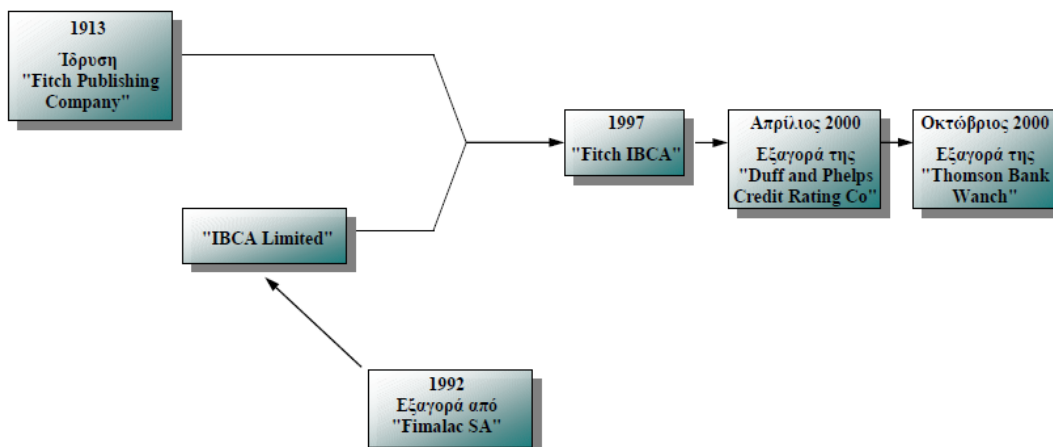 1913
Ίδρυση
"Fitch Publishing
Company"
"IBCA Limited"
1992
Εξαγορά από
"Fimalac SA"
1997
"Fitch IBCA"
Απρίλιος 2000
Εξαγορά της
"Duff and Phelps
Credit Rating Co"
Οκτώβριος 2000
Εξαγορά της
"Thomson Bank
Wanch"